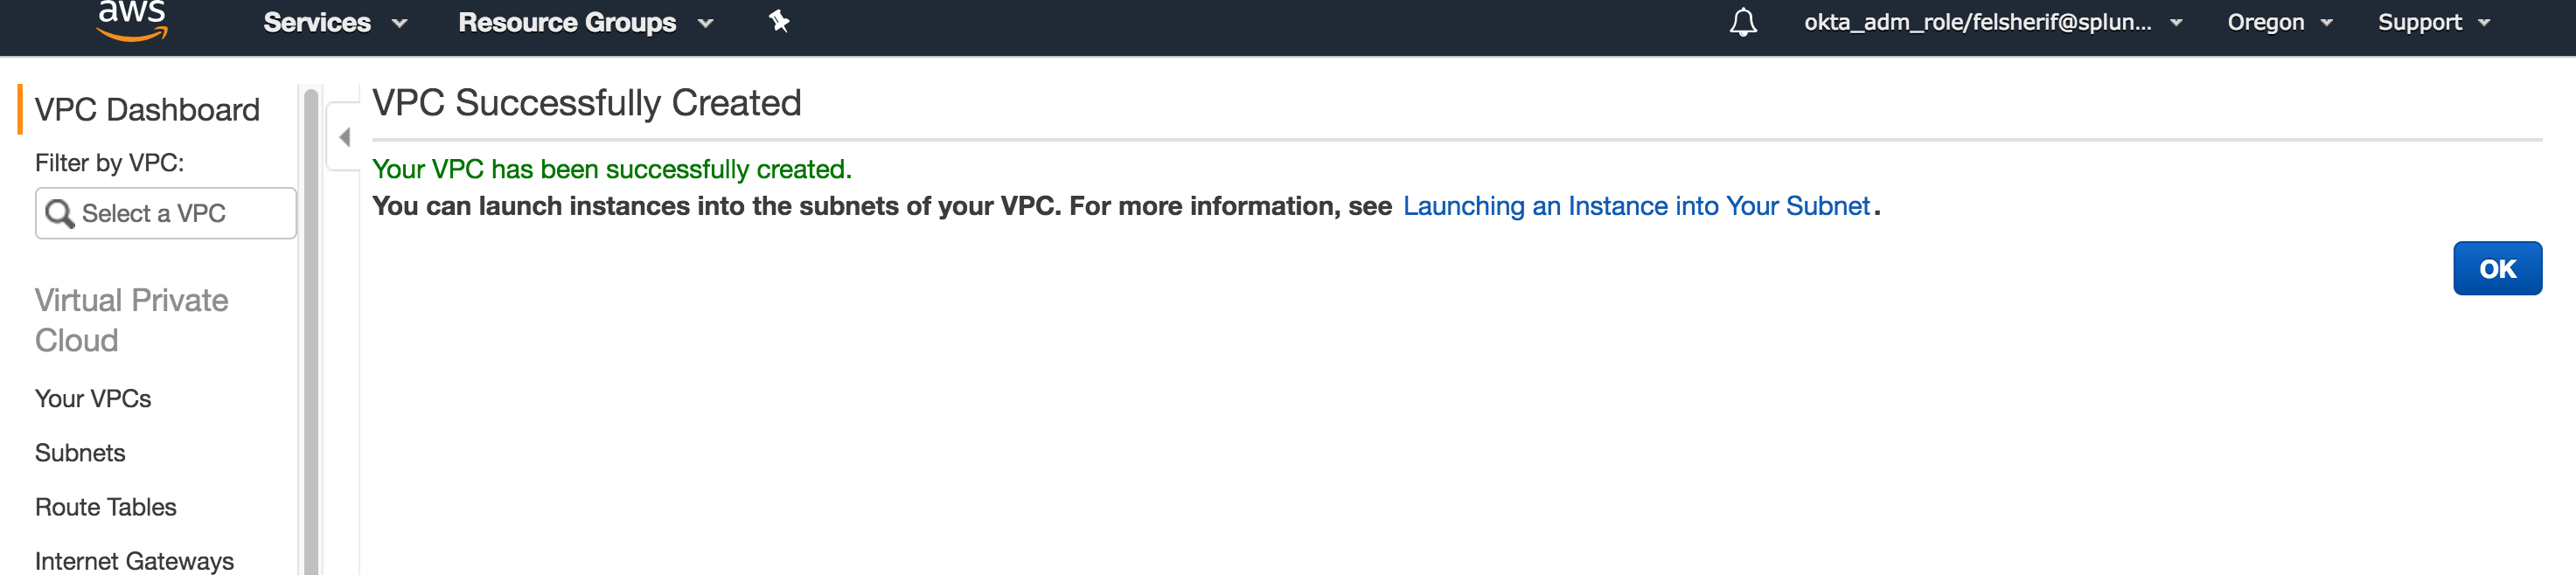 aws
Services
Resource Groups
okta_adm_role/felsherif@splun...
Oregon
Support
VPC Dashboard
Filter by VPC:
Select a VPC
Virtual Private
Cloud
Your VPCs
Subnets
Route Tables
Internet Gateways
VPC Successfully Created
Your VPC has been successfully created.
You can launch instances into the subnets of your VPC. For more information, see Launching an Instance into Your Subnet.
OK